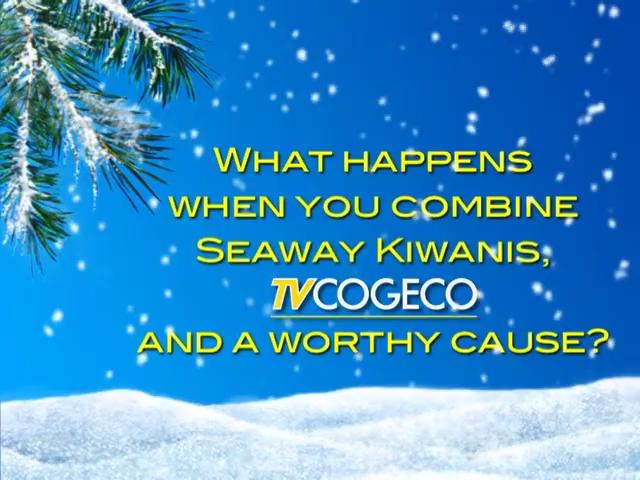 WHAT HAPPENS
WHEN YOU COMBINE
SEAWAY KIWANIS,
TVCOGECO
AND A WORTHY CAUSE?